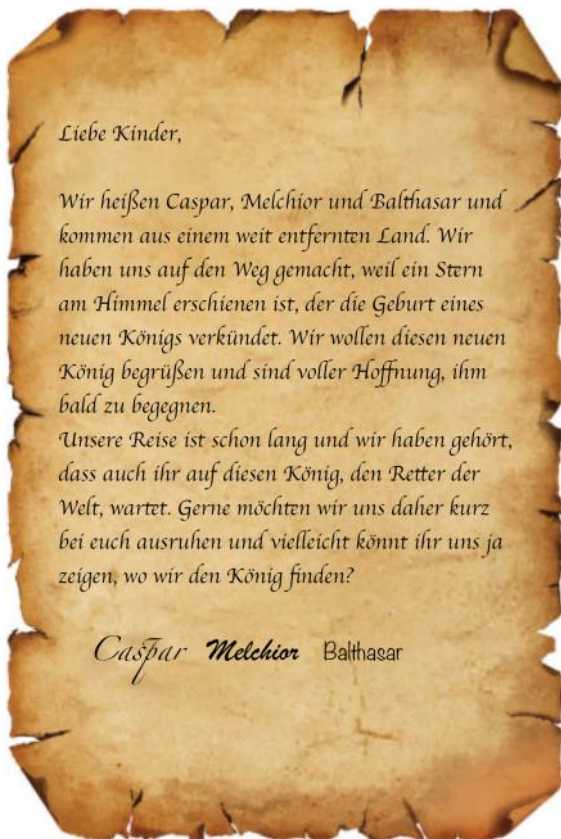 Liebe Kinder,
Wir heißen Caspar, Melchior und Balthasar und
kommen aus einem weit entfernten Land. Wir
haben uns auf den Weg gemacht, weil ein Stern
am Himmel erschienen ist, der die Geburt eines
neuen Königs verkündet. Wir wollen diesen neuen
König begrüßen und sind voller Hoffnung, ihm
bald zu begegnen.
Unsere Reise ist schon lang und wir haben gehört,
dass auch ihr auf diesen König, den Retter der
Welt, wartet. Gerne möchten wir uns daher kurz
bei euch ausruhen und vielleicht könnt ihr uns ja
zeigen, wo wir den König finden?
Caspar Melchior Balthasar